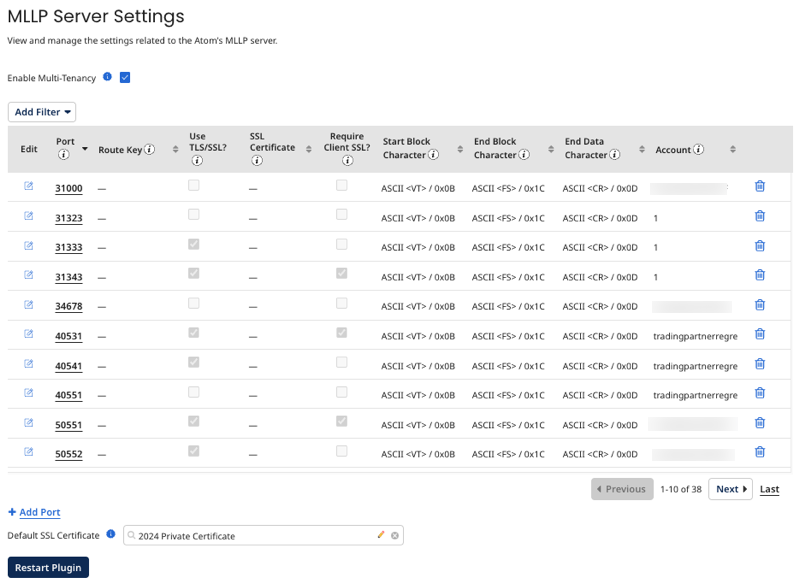 MLLP Server Settings
View and manage the settings related to the Atom's MLLP server.
Enable Multi-Tenancy
Add Filter
Edit Port Route Key Use TLS/SSL? SSL Certificate Require Client SSL? Start Block Character End Block Character End Data Character Account
31000 — — ASCII <VT> / 0x0B ASCII <FS> / 0x1C ASCII <CR> / 0x0D
31323 — — ASCII <VT> / 0x0B ASCII <FS> / 0x1C ASCII <CR> / 0x0D 1
31333 — — ASCII <VT> / 0x0B ASCII <FS> / 0x1C ASCII <CR> / 0x0D 1
31343 — — ASCII <VT> / 0x0B ASCII <FS> / 0x1C ASCII <CR> / 0x0D 1
34678 — — ASCII <VT> / 0x0B ASCII <FS> / 0x1C ASCII <CR> / 0x0D
40531 — — ASCII <VT> / 0x0B ASCII <FS> / 0x1C ASCII <CR> / 0x0D tradingpartnerregre
40541 — — ASCII <VT> / 0x0B ASCII <FS> / 0x1C ASCII <CR> / 0x0D tradingpartnerregre
40551 — — ASCII <VT> / 0x0B ASCII <FS> / 0x1C ASCII <CR> / 0x0D tradingpartnerregre
50551 — — ASCII <VT> / 0x0B ASCII <FS> / 0x1C ASCII <CR> / 0x0D
50552 — — ASCII <VT> / 0x0B ASCII <FS> / 0x1C ASCII <CR> / 0x0D
Previous 1-10 of 38 Next Last
+ Add Port
Default SSL Certificate 2024 Private Certificate
Restart Plugin